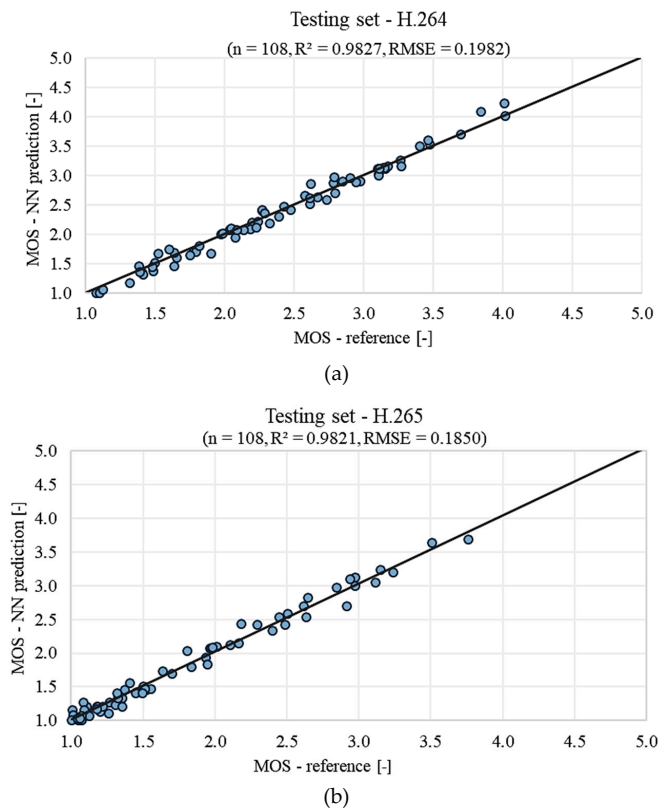 Testing set - H.264
(n = 108, R² = 0.9827, RMSE = 0.1982)
MOS - NN prediction [-]
5.0
4.5
4.0
3.5
3.0
2.5
2.0
1.5
1.0
1.0 1.5 2.0 2.5 3.0 3.5 4.0 4.5 5.0
MOS - reference [-]
(a)
Testing set - H.265
(n = 108, R² = 0.9821, RMSE = 0.1850)
MOS - NN prediction [-]
5.0
4.5
4.0
3.5
3.0
2.5
2.0
1.5
1.0
1.0 1.5 2.0 2.5 3.0 3.5 4.0 4.5 5.0
MOS - reference [-]
(b)